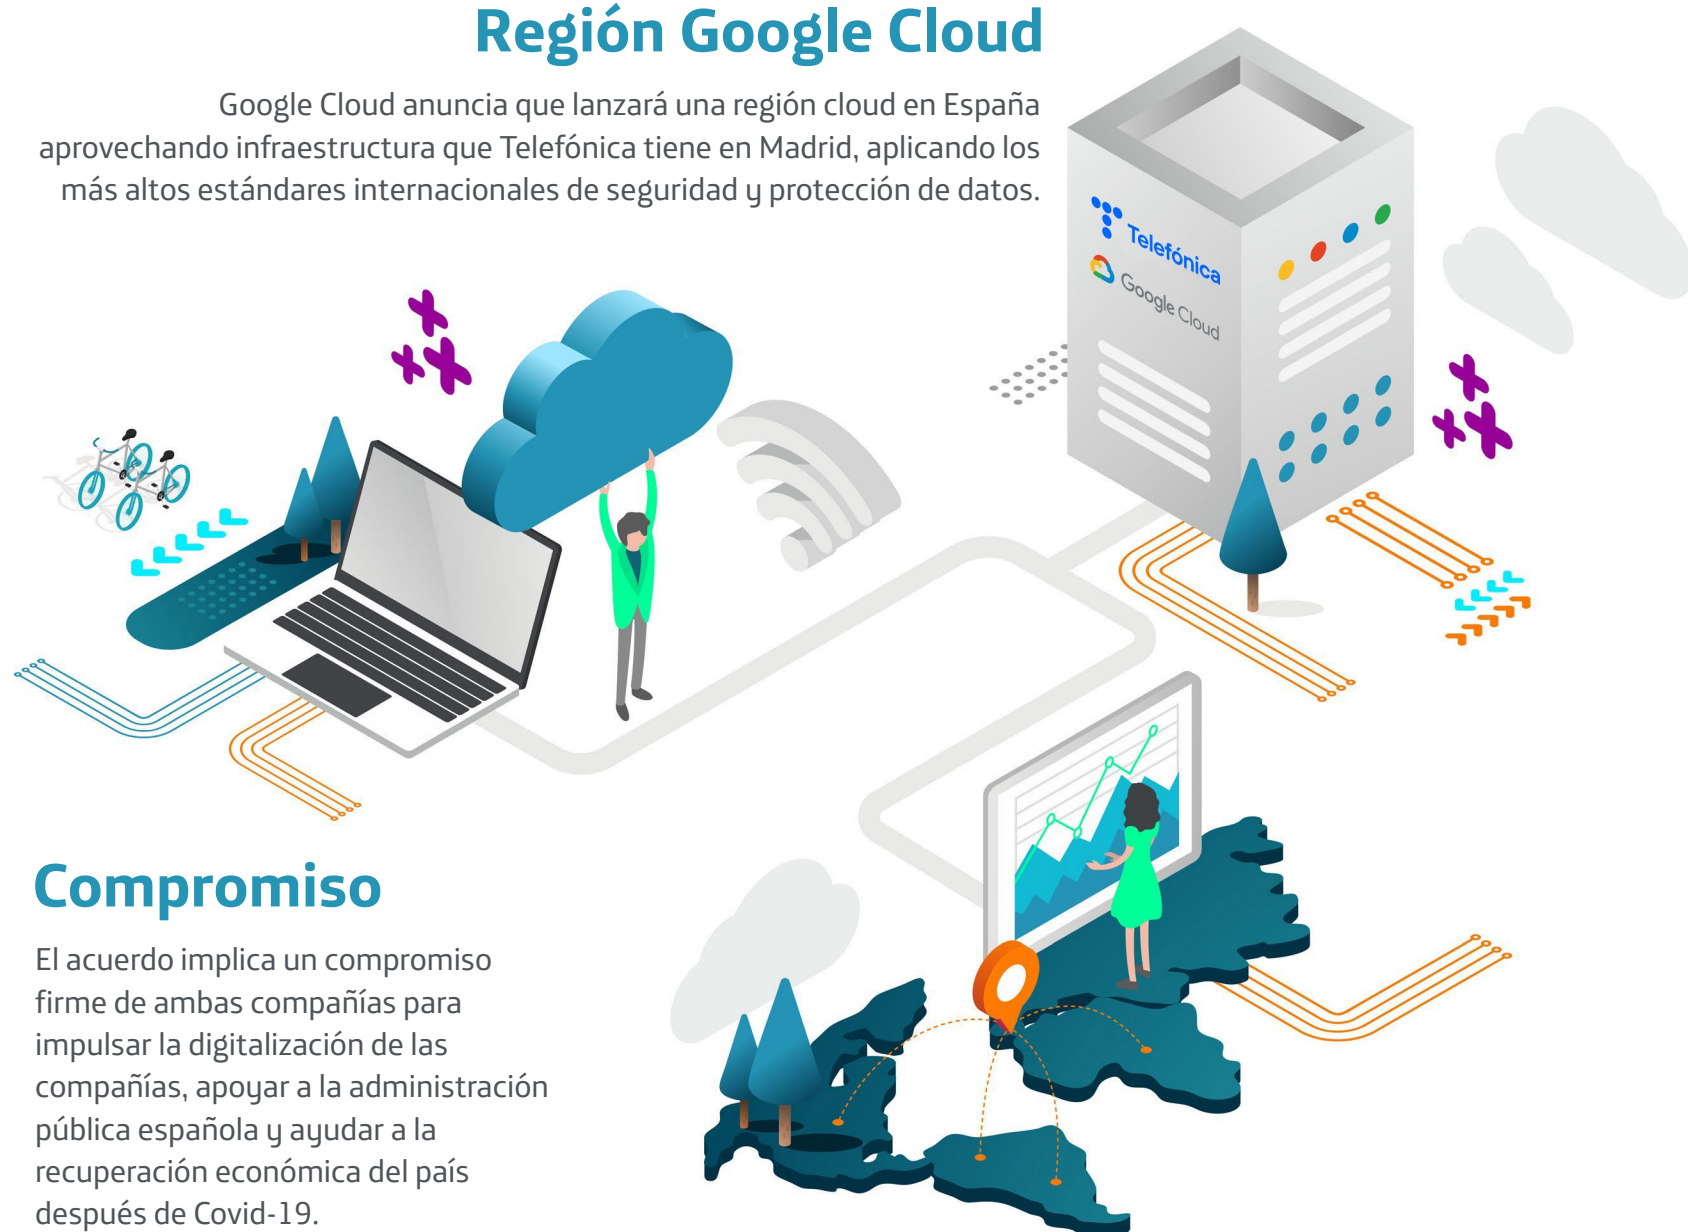 Región Google Cloud
Google Cloud anuncia que lanzará una región cloud en España
aprovechando infraestructura que Telefónica tiene en Madrid, aplicando los
más altos estándares internacionales de seguridad y protección de datos.
Telefónica
Google Cloud
Compromiso
El acuerdo implica un compromiso
firme de ambas compañías para
impulsar la digitalización de las
compañías, apoyar a la administración
pública española y ayudar a la
recuperación económica del país
después de Covid-19.